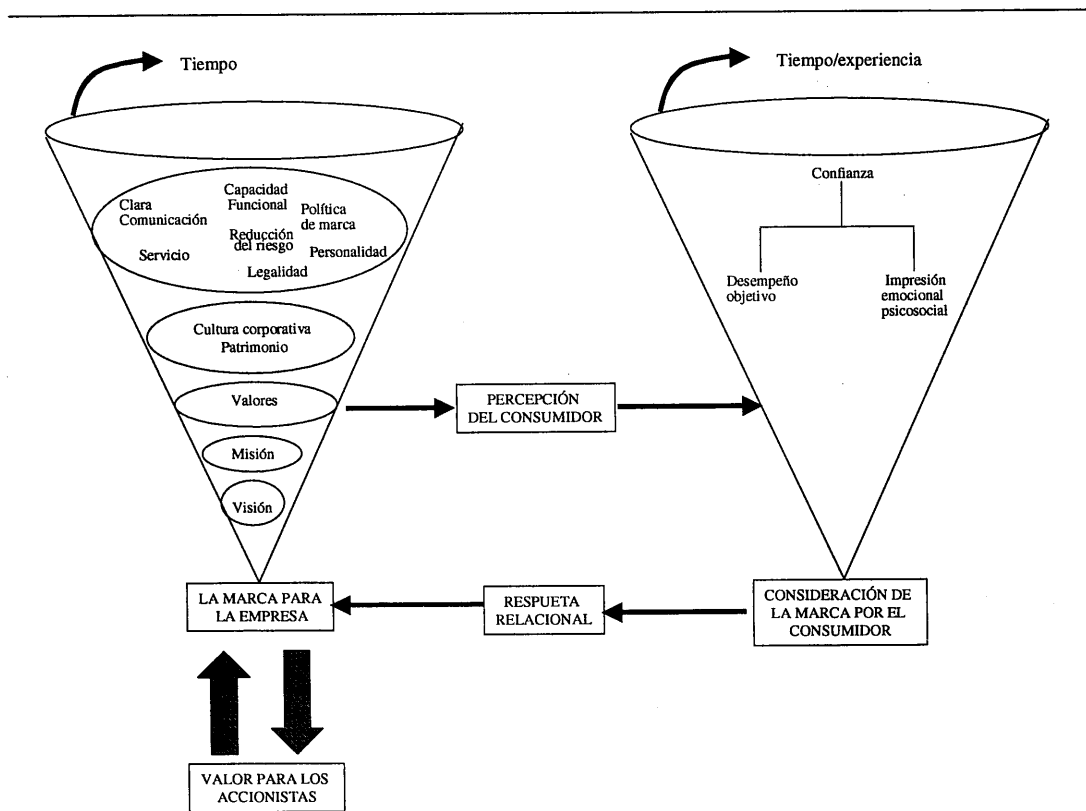 Tiempo
Tiempo/experiencia
Clara
Comunicación
Capacidad
Funcional
Política
de marca
Servicio
Reducción
del riesgo
Personalidad
Legalidad
Cultura corporativa
Patrimonio
Valores
Misión
Visión
Confianza
Desempeño
objetivo
Impresión
emocional
psicosocial
PERCEPCIÓN
DEL CONSUMIDOR
LA MARCA PARA
LA EMPRESA
RESPUETA
RELACIONAL
CONSIDERACIÓN DE
LA MARCA POR EL
CONSUMIDOR
VALOR PARA LOS
ACCIONISTAS